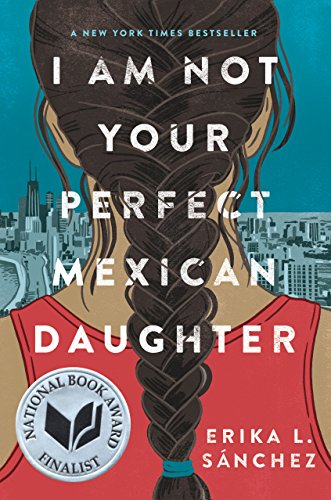 A NEW YORK TIMES BESTSELLER
I AM NOT
YOUR
PERFECT
MEXICAN
DAUGHTER
NATIONAL BOOK AWARD
FINALIST
ERIKA L.
SÁNCHEZ